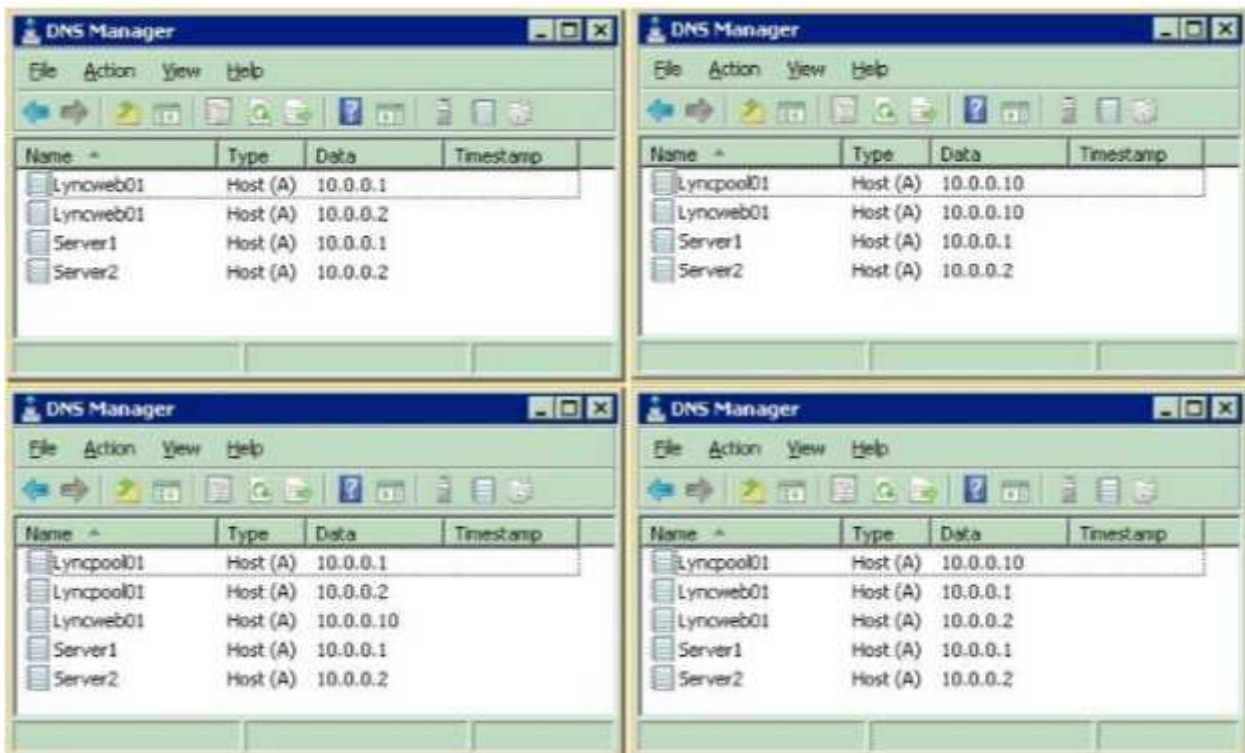 DNS Manager
File Action View Help
Name Type Data Timestamp
Lyncweb01 Host (A) 10.0.0.1
Lyncweb01 Host (A) 10.0.0.2
Server1 Host (A) 10.0.0.1
Server2 Host (A) 10.0.0.2
DNS Manager
File Action View Help
Name Type Data Timestamp
Lyncpool01 Host (A) 10.0.0.10
Lyncweb01 Host (A) 10.0.0.10
Server1 Host (A) 10.0.0.1
Server2 Host (A) 10.0.0.2
DNS Manager
File Action View Help
Name Type Data Timestamp
Lyncpool01 Host (A) 10.0.0.1
Lyncpool01 Host (A) 10.0.0.2
Lyncweb01 Host (A) 10.0.0.10
Server1 Host (A) 10.0.0.1
Server2 Host (A) 10.0.0.2
DNS Manager
File Action View Help
Name Type Data Timestamp
Lyncpool01 Host (A) 10.0.0.10
Lyncweb01 Host (A) 10.0.0.1
Lyncweb01 Host (A) 10.0.0.2
Server1 Host (A) 10.0.0.1
Server2 Host (A) 10.0.0.2